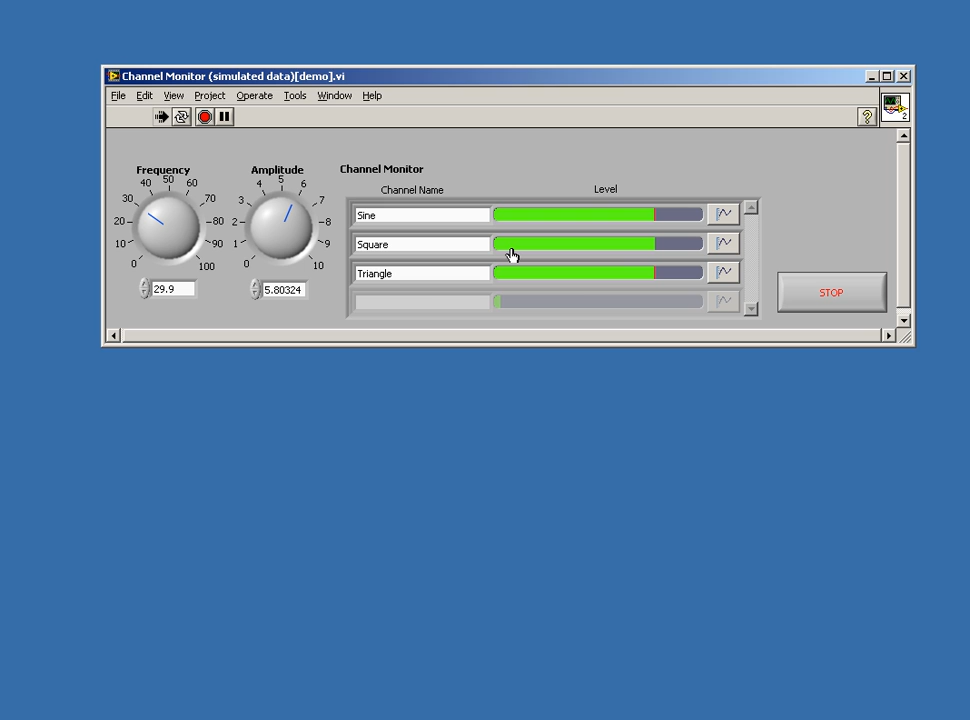 Channel Monitor (simulated data)[demo].vi
File Edit View Project Operate Tools Window Help
?
2
Frequency
0 10 20 30 40 50 60 70 80 90 100
29.9
Amplitude
0 1 2 3 4 5 6 7 8 9 10
5.80324
Channel Monitor
Channel Name Level
Sine
Square
Triangle
STOP